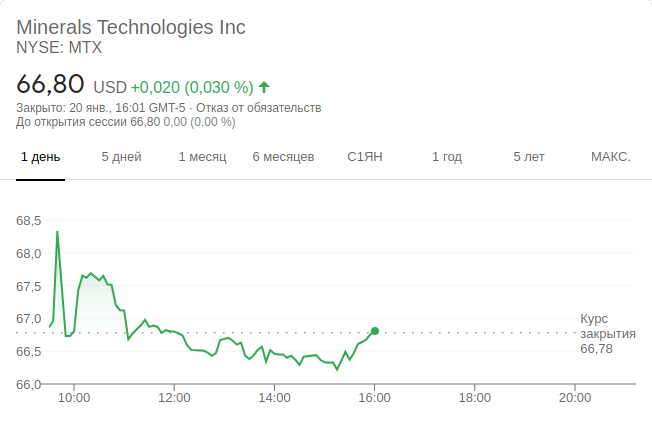 Minerals Technologies Inc
NYSE: MTX
66,80 USD +0,020 (0,030 %)
Закрыто: 20 янв., 16:01 GMT-5 · Отказ от обязательств
До открытия сессии 66,80 0,00 (0,00 %)
1 день 5 дней 1 месяц 6 месяцев С1ЯН 1 год 5 лет МАКС.
68,5
68,0
67,5
67,0
66,5
66,0
Курс
закрытия
66,78
10:00 12:00 14:00 16:00 18:00 20:00